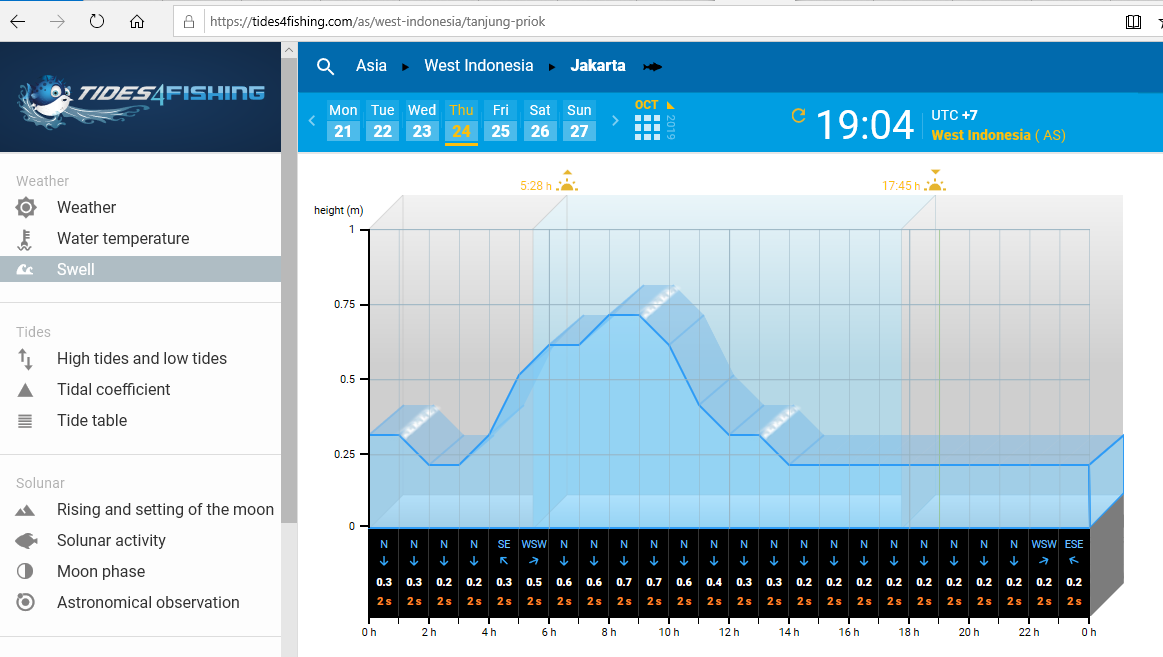 https://tides4fishing.com/as/west-indonesia/tanjung-priok
TIDES4FISHING
Asia West Indonesia Jakarta
Mon Tue Wed Thu Fri Sat Sun
21 22 23 24 25 26 27
OCT
2019
19:04
UTC +7
West Indonesia ( AS)
Weather
Weather
Water temperature
Swell
Tides
High tides and low tides
Tidal coefficient
Tide table
Solunar
Rising and setting of the moon
Solunar activity
Moon phase
Astronomical observation
5:28 h
17:45 h
height (m)
1
0.75
0.5
0.25
0
N N N N SE WSW N N N N N N N N N N N N N N N N WSW ESE
0.3 0.3 0.2 0.2 0.3 0.5 0.6 0.6 0.7 0.7 0.6 0.4 0.3 0.3 0.2 0.2 0.2 0.2 0.2 0.2 0.2 0.2 0.2 0.2
2 s 2 s 2 s 2 s 2 s 2 s 2 s 2 s 2 s 2 s 2 s 2 s 2 s 2 s 2 s 2 s 2 s 2 s 2 s 2 s 2 s 2 s 2 s 2 s
0 h 2 h 4 h 6 h 8 h 10 h 12 h 14 h 16 h 18 h 20 h 22 h 0 h